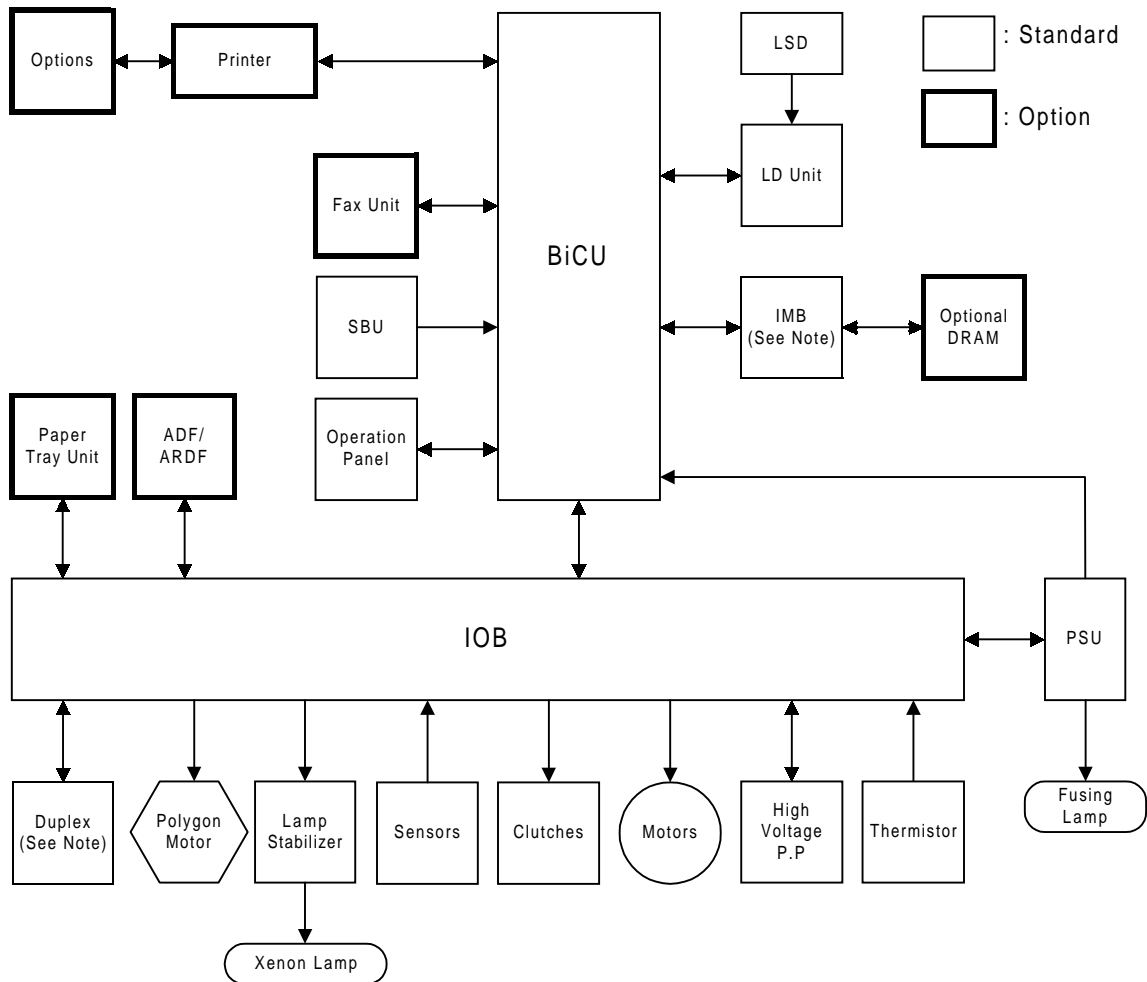 Options
Printer
LSD
: Standard
: Option
Fax Unit
LD Unit
BiCU
SBU
IMB
(See Note)
Optional
DRAM
Paper
Tray Unit
ADF/
ARDF
Operation
Panel
IOB
PSU
Duplex
(See Note)
Polygon
Motor
Lamp
Stabilizer
Sensors
Clutches
Motors
High
Voltage
P.P
Thermistor
Fusing
Lamp
Xenon Lamp